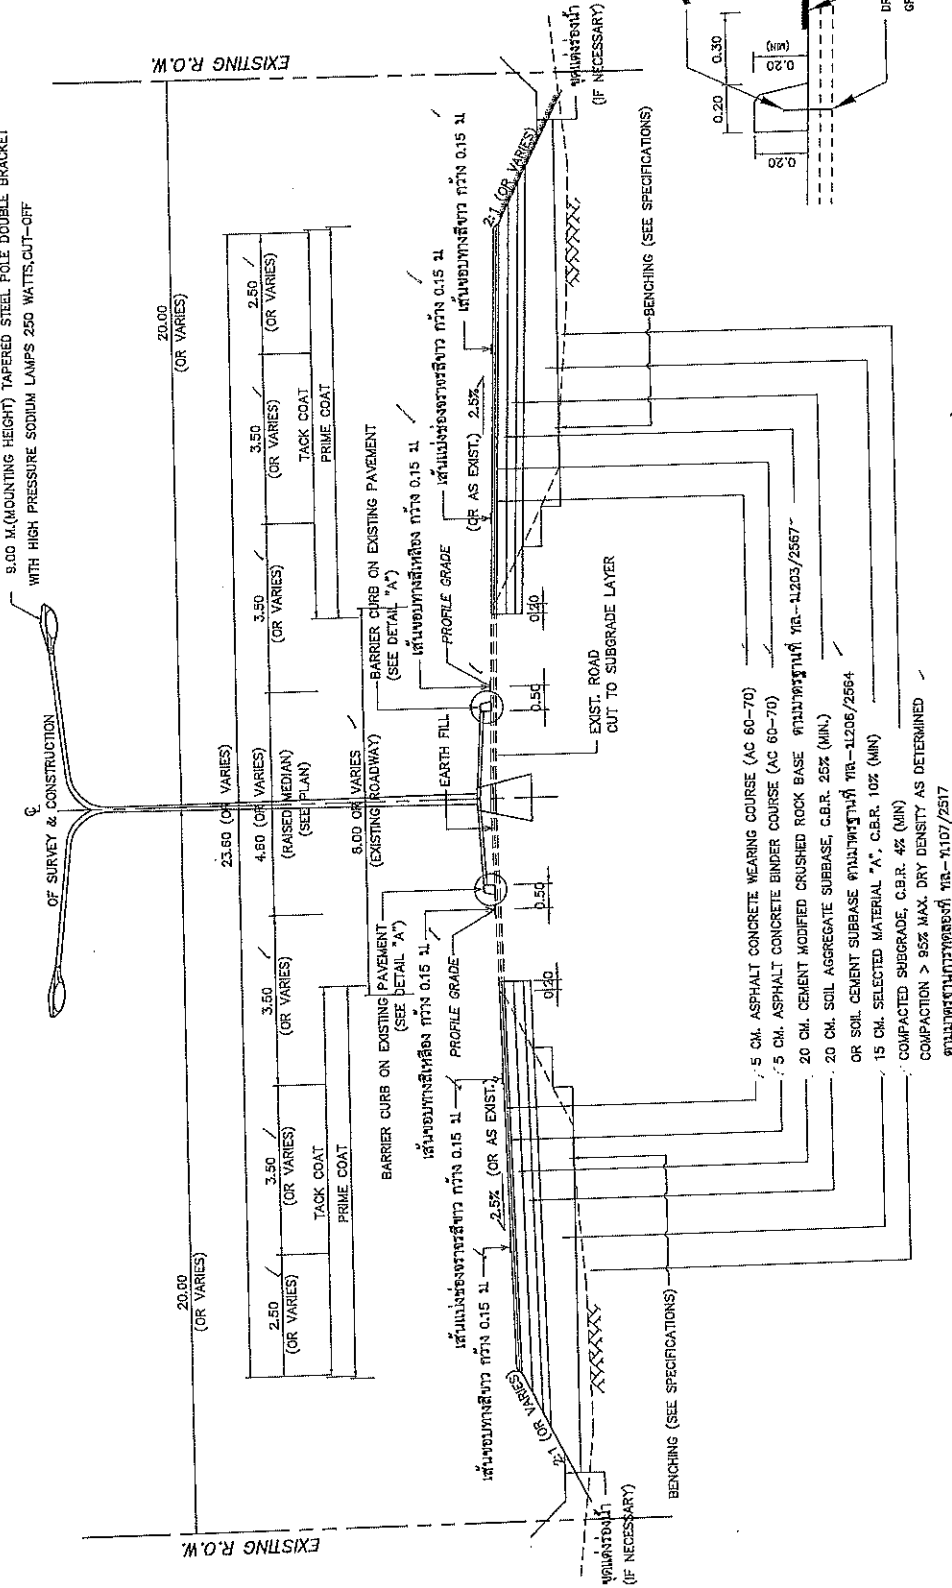 9.00 M.(MOUNTING HEIGHT) TAPERED STEEL POLE DOUBLE BRACKET
WITH HIGH PRESSURE SODIUM LAMPS 250 WATTS,CUT-OFF
℄
OF SURVEY & CONSTRUCTION
EXISTING R.O.W.
EXISTING R.O.W.
20.00
(OR VARIES)
20.00
(OR VARIES)
23.60 (OR VARIES)
2.50
(OR VARIES)
3.50
(OR VARIES)
3.50
(OR VARIES)
4.60 (OR VARIES)
(RAISED MEDIAN)
(SEE PLAN)
3.50
(OR VARIES)
3.50
(OR VARIES)
2.50
(OR VARIES)
TACK COAT
PRIME COAT
TACK COAT
PRIME COAT
8.00 OR VARIES
(EXISTING ROADWAY)
BARRIER CURB ON EXISTING PAVEMENT
(SEE DETAIL "A")
BARRIER CURB ON EXISTING PAVEMENT
(SEE DETAIL "A")
EARTH FILL
เส้นขอบทางสีเหลือง กว้าง 0.15 ม
เส้นขอบทางสีเหลือง กว้าง 0.15 ม
PROFILE GRADE
PROFILE GRADE
เส้นแบ่งช่องจราจรสีขาว กว้าง 0.15 ม
เส้นแบ่งช่องจราจรสีขาว กว้าง 0.15 ม
เส้นขอบทางสีขาว กว้าง 0.15 ม
เส้นขอบทางสีขาว กว้าง 0.15 ม
2.5% (OR AS EXIST.)
(OR AS EXIST.) 2.5%
2:1 (OR VARIES)
2:1 (OR VARIES)
0.20
0.50
0.50
0.20
EXIST. ROAD
CUT TO SUBGRADE LAYER
ขุดแต่งร่องน้ำ
(IF NECESSARY)
ขุดแต่งร่องน้ำ
(IF NECESSARY)
BENCHING (SEE SPECIFICATIONS)
BENCHING (SEE SPECIFICATIONS)
5 CM. ASPHALT CONCRETE WEARING COURSE (AC 60-70)
5 CM. ASPHALT CONCRETE BINDER COURSE (AC 60-70)
20 CM. CEMENT MODIFIED CRUSHED ROCK BASE ตามมาตรฐานที่ ทล.-ม203/2567
20 CM. SOIL AGGREGATE SUBBASE, C.B.R. 25% (MIN.)
OR SOIL CEMENT SUBBASE ตามมาตรฐานที่ ทล.-ม206/2564
15 CM. SELECTED MATERIAL "A", C.B.R. 10% (MIN)
COMPACTED SUBGRADE, C.B.R. 4% (MIN)
COMPACTION > 95% MAX. DRY DENSITY AS DETERMINED
ตามมาตรฐานการทดลองที่ ทล.-ท107/2517
0.20
0.30
0.20
0.20
(MIN)